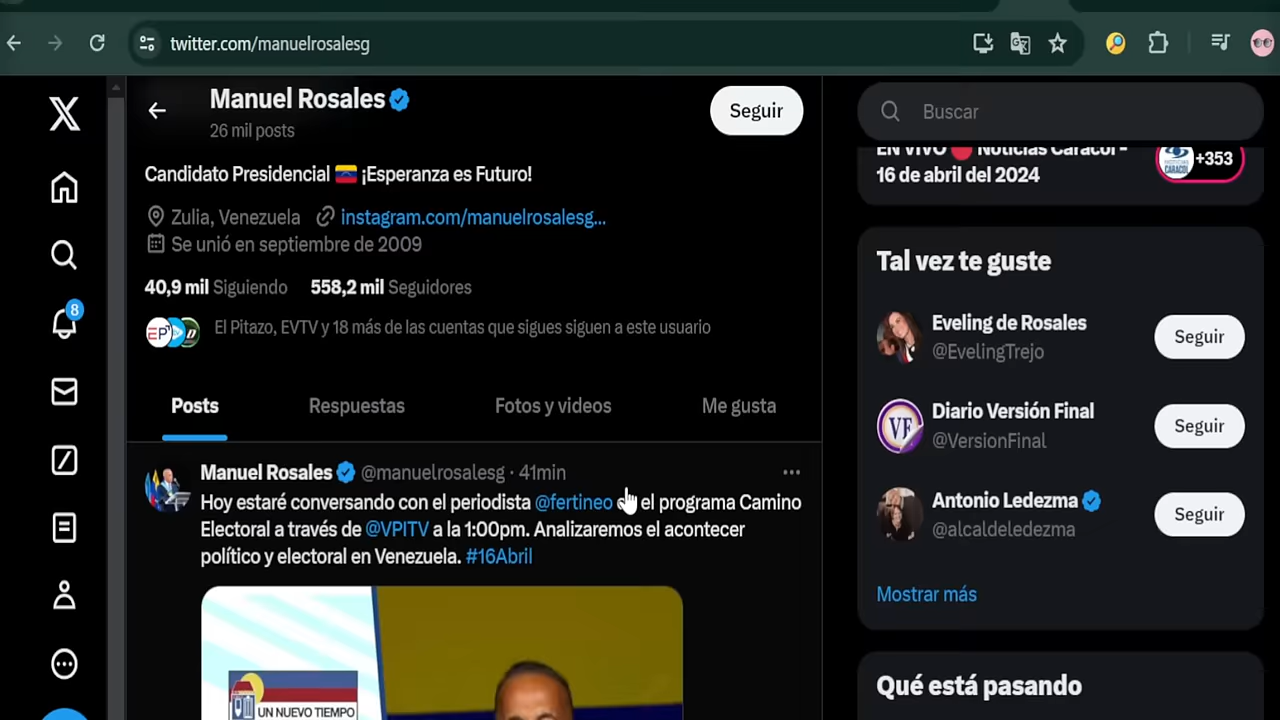 twitter.com/manuelrosalesg
Manuel Rosales
26 mil posts
Seguir
Candidato Presidencial 🇻🇪 ¡Esperanza es Futuro!
Zulia, Venezuela instagram.com/manuelrosalesg...
Se unió en septiembre de 2009
40,9 mil Siguiendo 558,2 mil Seguidores
El Pitazo, EVTV y 18 más de las cuentas que sigues siguen a este usuario
Posts Respuestas Fotos y videos Me gusta
Manuel Rosales @manuelrosalesg · 41min
Hoy estaré conversando con el periodista @fertineo el programa Camino
Electoral a través de @VPITV a la 1:00pm. Analizaremos el acontecer
político y electoral en Venezuela. #16Abril
UN NUEVO TIEMPO
8
Buscar
EN VIVO 🔴 Noticias Caracol -
16 de abril del 2024
NOTICIAS
CARACOL
+353
Tal vez te guste
Eveling de Rosales
@EvelingTrejo
Seguir
VF
Diario Versión Final
@VersionFinal
Seguir
Antonio Ledezma
@alcaldeledezma
Seguir
Mostrar más
Qué está pasando